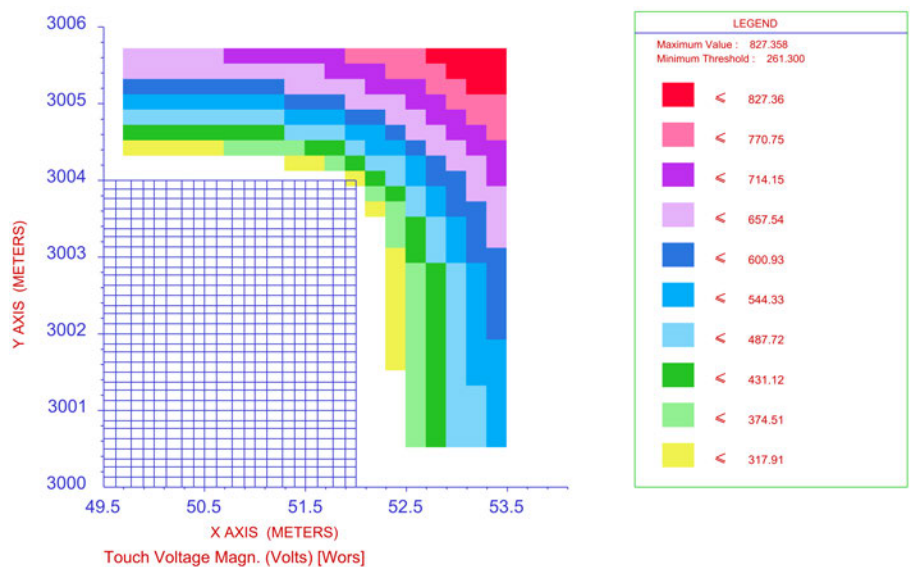 3006
3005
3004
3003
3002
3001
3000
Y AXIS (METERS)
49.5 50.5 51.5 52.5 53.5
X AXIS (METERS)
Touch Voltage Magn. (Volts) [Wors]
LEGEND
Maximum Value : 827.358
Minimum Threshold : 261.300
⩽ 827.36
⩽ 770.75
⩽ 714.15
⩽ 657.54
⩽ 600.93
⩽ 544.33
⩽ 487.72
⩽ 431.12
⩽ 374.51
⩽ 317.91